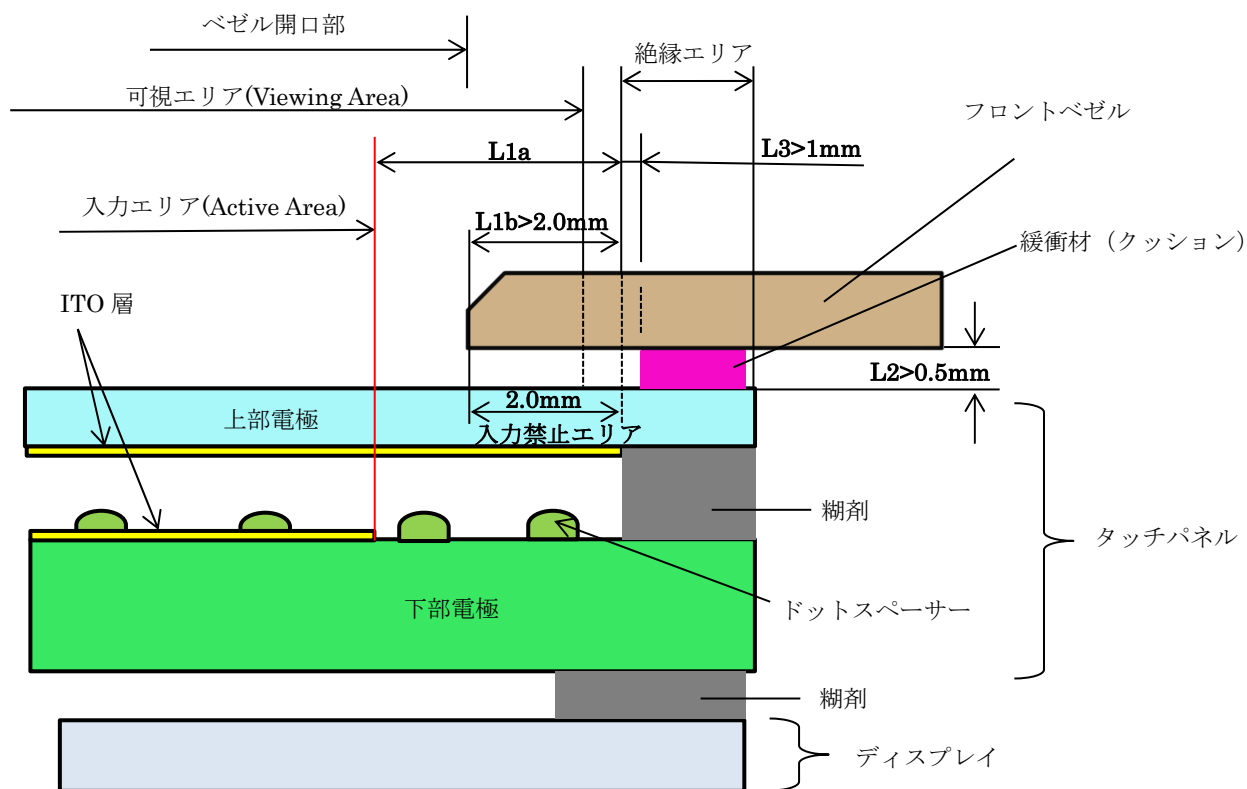 ベゼル開口部
絶縁エリア
可視エリア(Viewing Area)
フロントベゼル
L1a
L3>1mm
入力エリア(Active Area)
L1b>2.0mm
緩衝材（クッション）
ITO 層
L2>0.5mm
2.0mm
上部電極
入力禁止エリア
糊剤
タッチパネル
下部電極
ドットスペーサー
糊剤
ディスプレイ